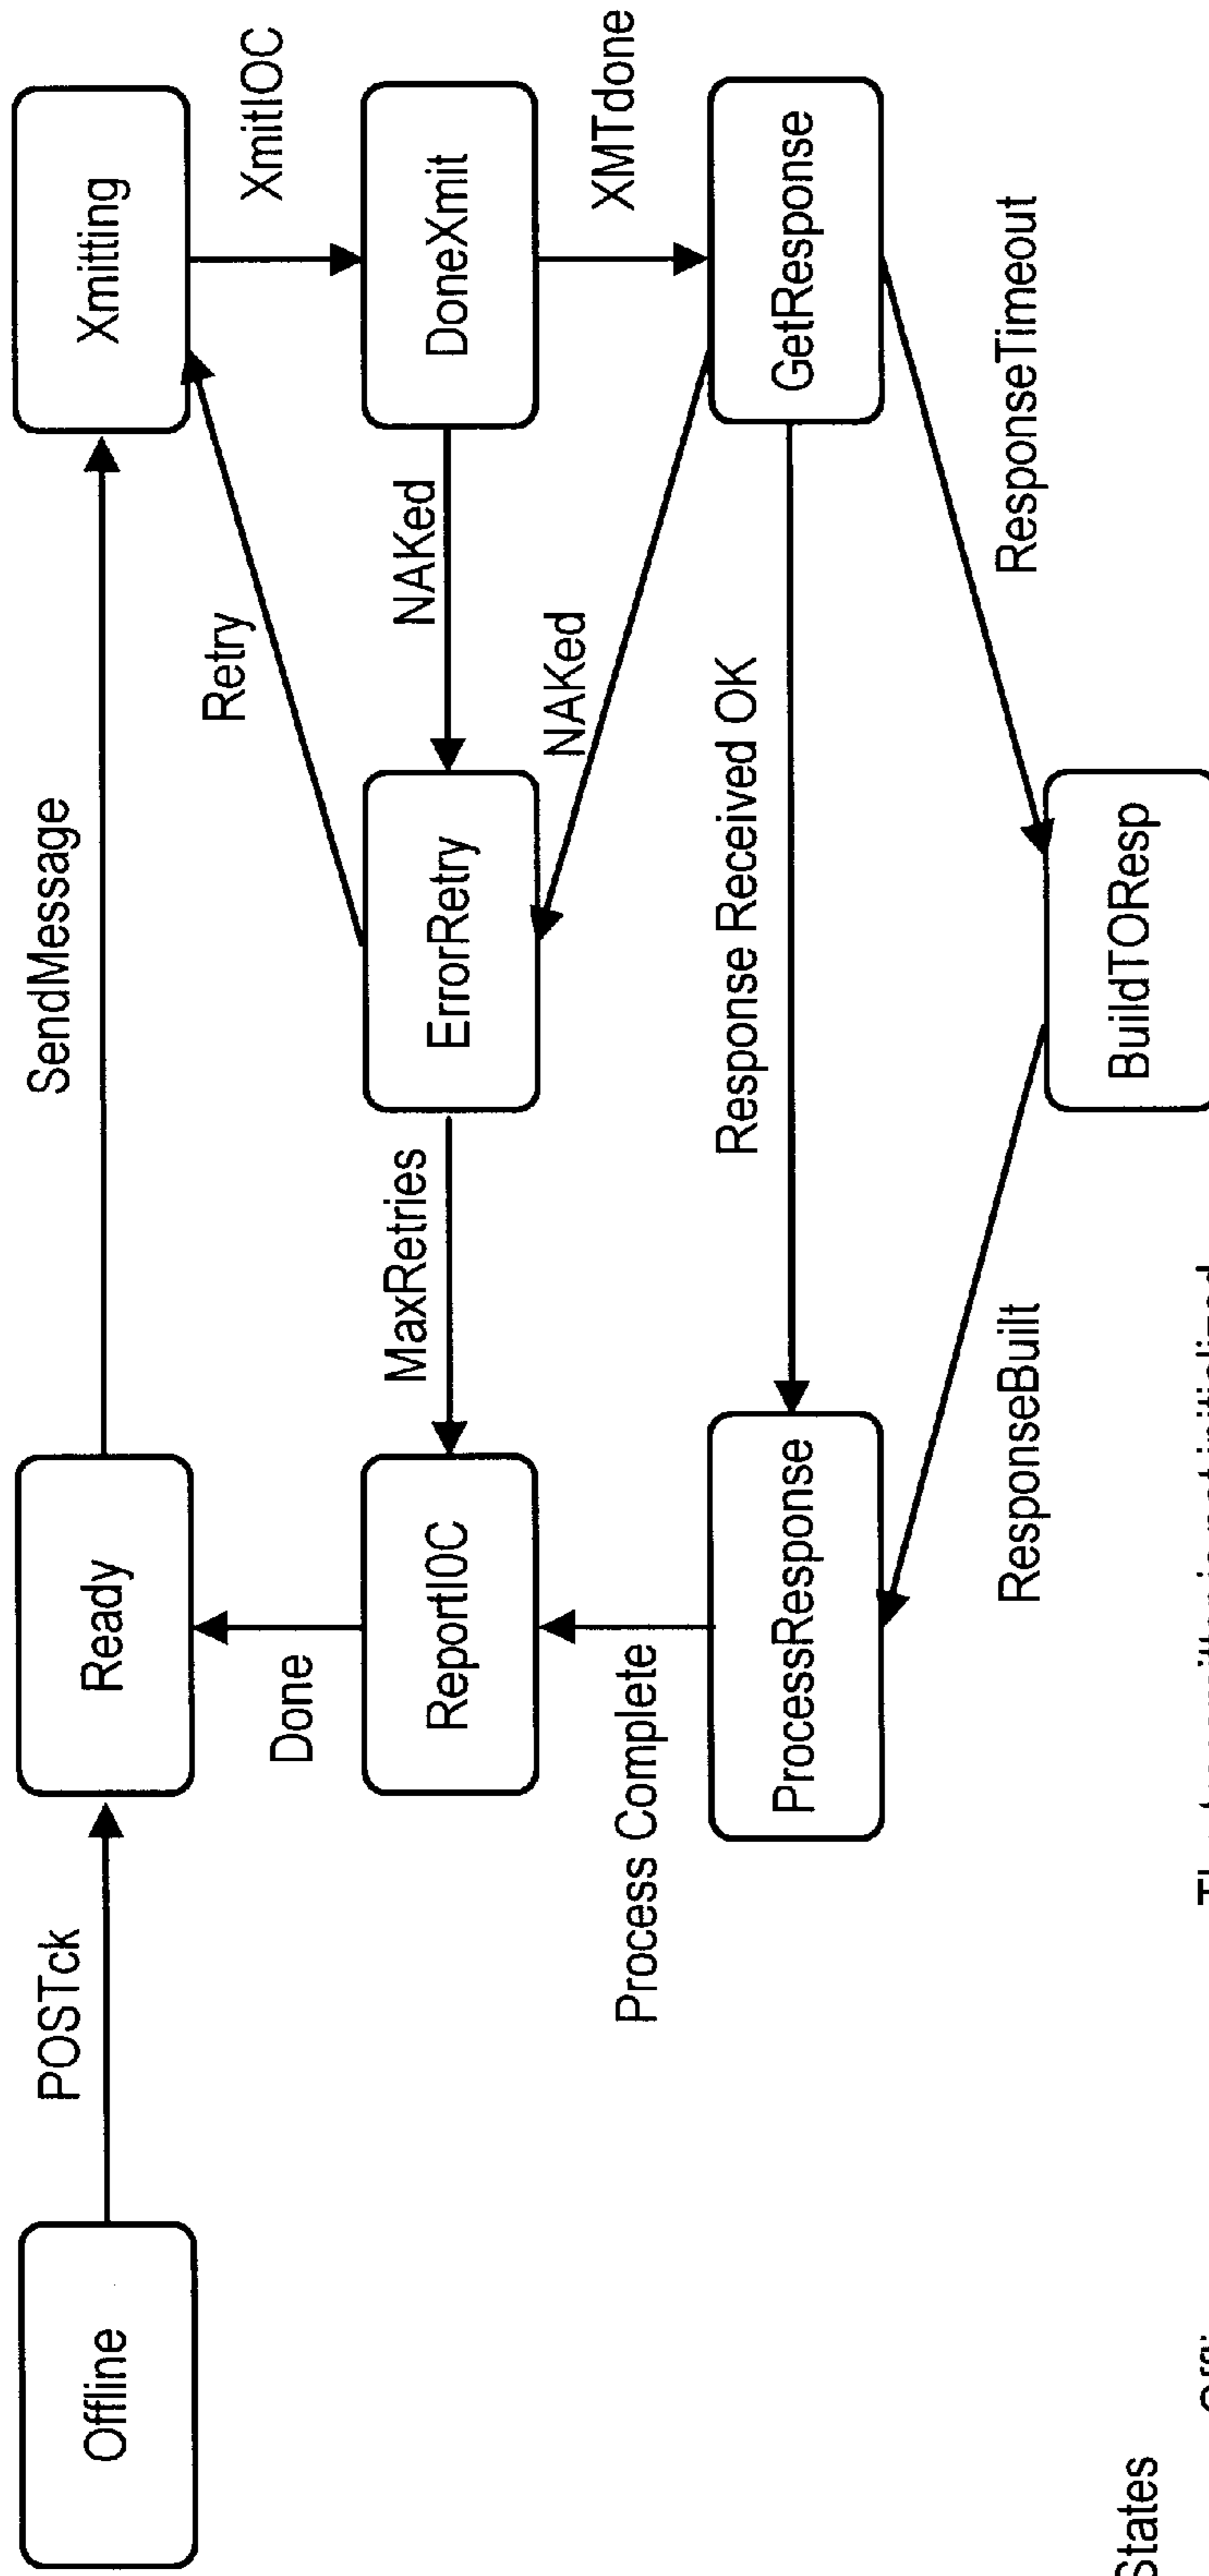 Offline
POSTck
Ready
SendMessage
Xmitting
Done
Retry
XmitIOC
ReportI0C
MaxRetries
ErrorRetry
NAKed
DoneXmit
Process Complete
NAKed
XMTdone
ProcessResponse
Response Received OK
GetResponse
ResponseBuilt
ResponseTimeout
BuildTOResp
States